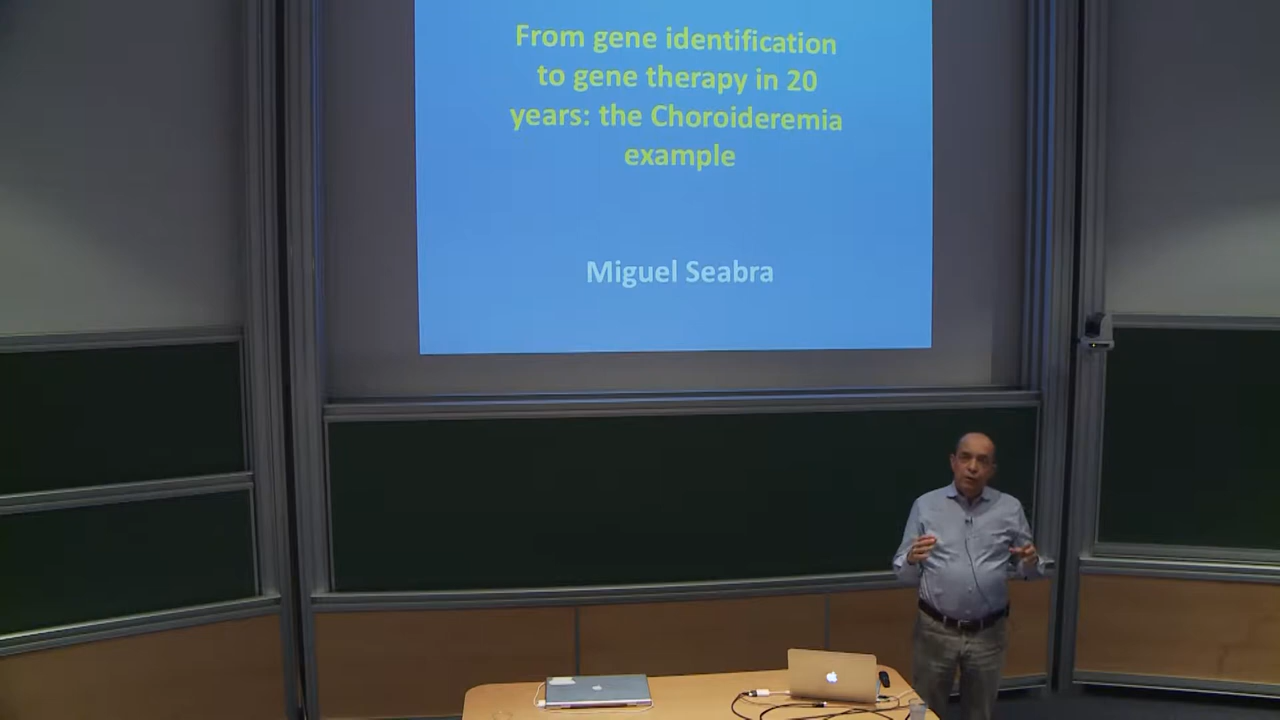 From gene identification
to gene therapy in 20
years: the Choroideremia
example
Miguel Seabra